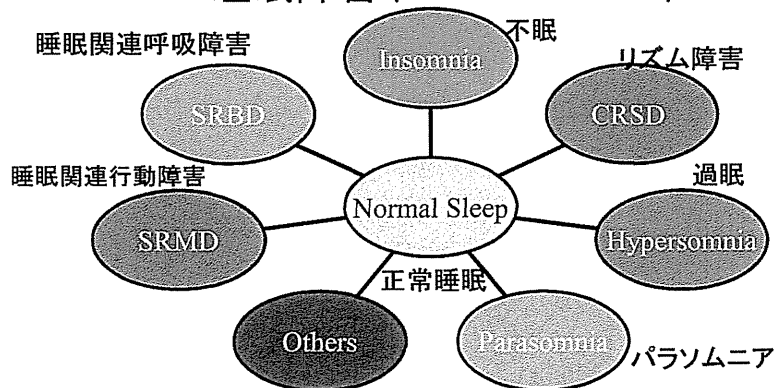 不眠
睡眠関連呼吸障害
Insomnia
リズム障害
SRBD
CRSD
睡眠関連行動障害
過眠
Normal Sleep
SRMD
Hypersomnia
正常睡眠
Others
Parasomnia
パラソムニア